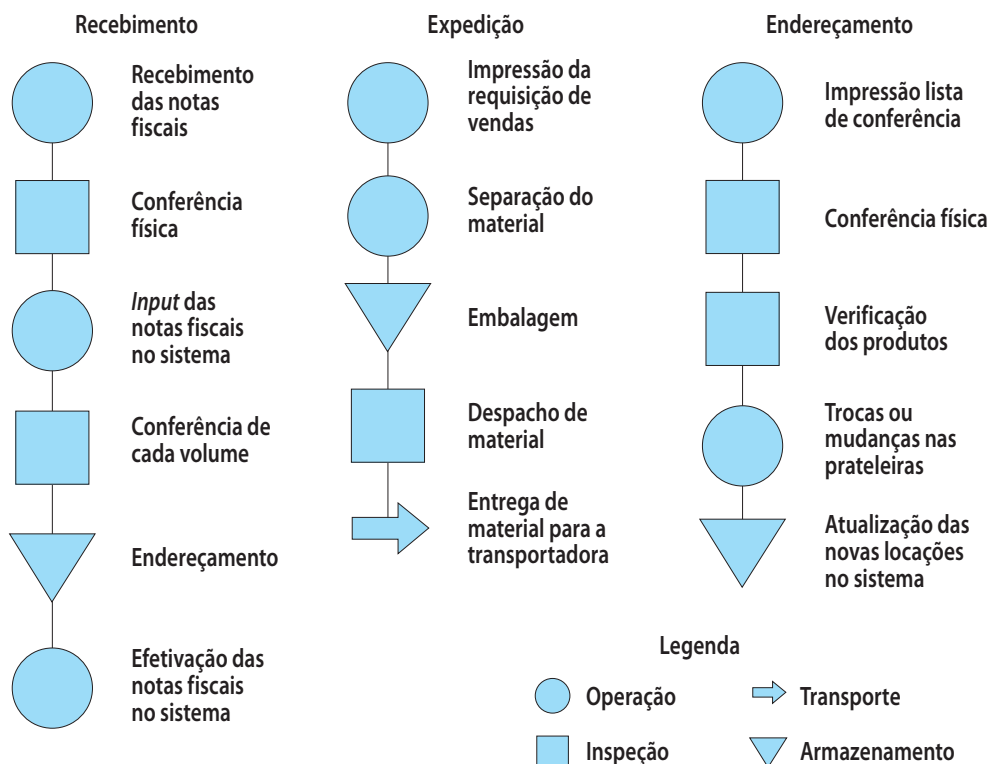 Recebimento
Recebimento
das notas
fiscais
Conferência
física
Input das
notas fiscais
no sistema
Conferência de
cada volume
Endereçamento
Efetivação das
notas fiscais
no sistema
Expedição
Impressão da
requisição de
vendas
Separação do
material
Embalagem
Despacho de
material
Entrega de
material para a
transportadora
Endereçamento
Impressão lista
de conferência
Conferência física
Verificação
dos produtos
Trocas ou
mudanças nas
prateleiras
Atualização das
novas locações
no sistema
Legenda
Operação
Transporte
Inspeção
Armazenamento